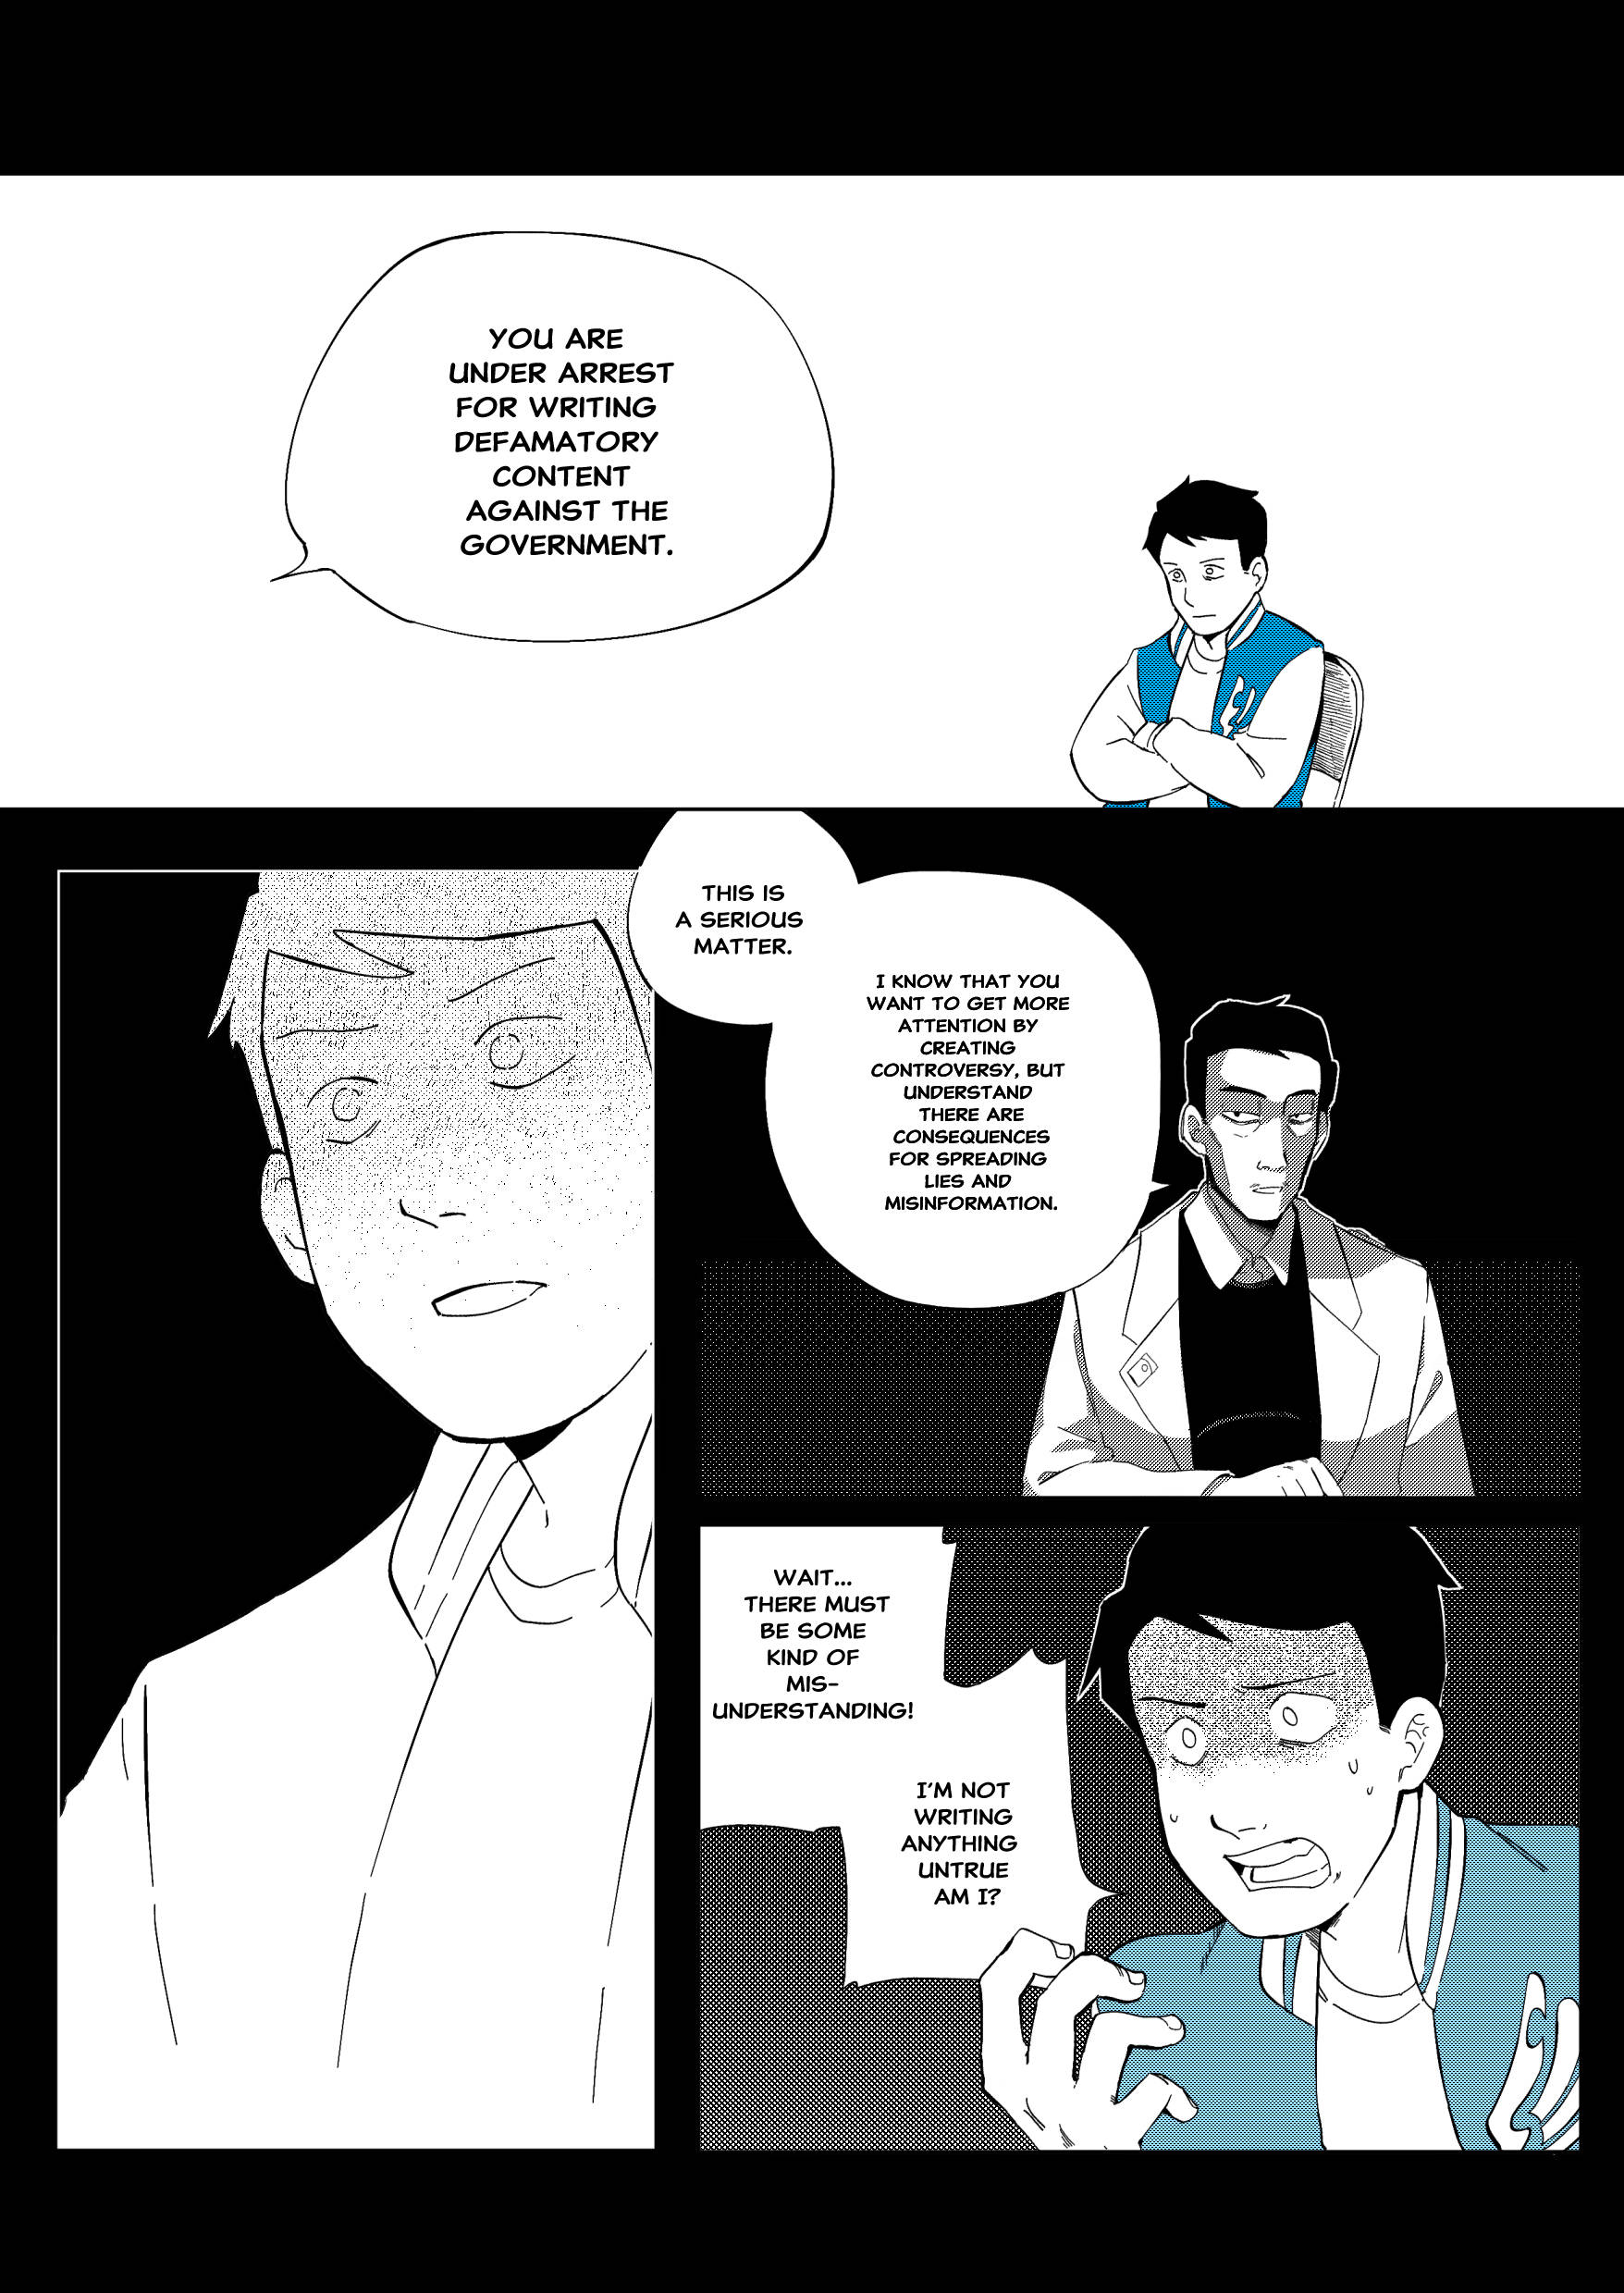 YOU ARE
UNDER ARREST
FOR WRITING
DEFAMATORY
CONTENT
AGAINST THE
GOVERNMENT.
THIS IS
A SERIOUS
MATTER.
I KNOW THAT YOU
WANT TO GET MORE
ATTENTION BY
CREATING
CONTROVERSY, BUT
UNDERSTAND
THERE ARE
CONSEQUENCES
FOR SPREADING
LIES AND
MISINFORMATION.
WAIT...
THERE MUST
BE SOME
KIND OF
MIS-
UNDERSTANDING!
I'M NOT
WRITING
ANYTHING
UNTRUE
AM I?